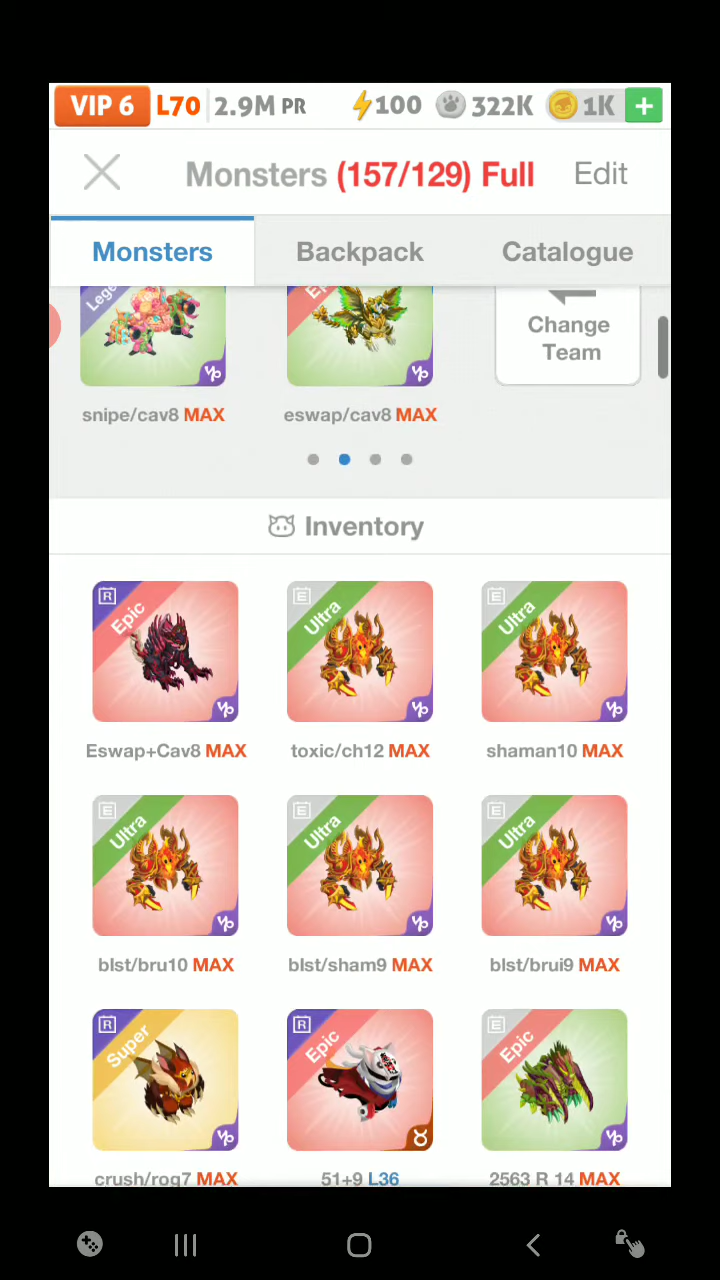 VIP 6 L70 2.9M PR 100 322K 1K +
Monsters (157/129) Full Edit
Monsters Backpack Catalogue
Change
Team
snipe/cav8 MAX eswap/cav8 MAX
Inventory
R Epic E Ultra E Ultra
Eswap+Cav8 MAX toxic/ch12 MAX shaman10 MAX
E Ultra E Ultra E Ultra
blst/bru10 MAX blst/sham9 MAX blst/brui9 MAX
R Super R Epic E Epic
crush/rog7 MAX 51+9 L36 2563 R 14 MAX